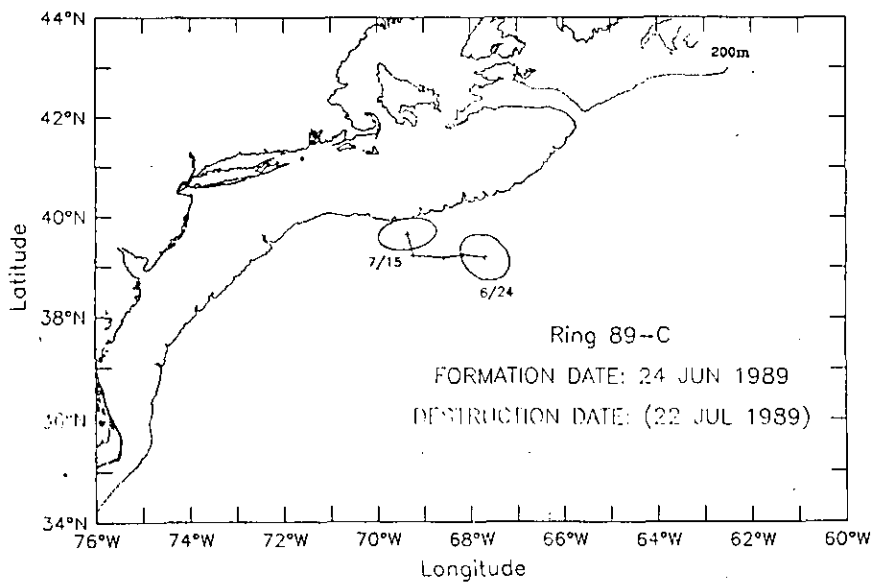 44°N
42°N
40°N
38°N
36°N
34°N
Latitude
200m
7/15
6/24
Ring 89-C
FORMATION DATE: 24 JUN 1989
DESTRUCTION DATE: (22 JUL 1989)
76°W 74°W 72°W 70°W 68°W 66°W 64°W 62°W 60°W
Longitude